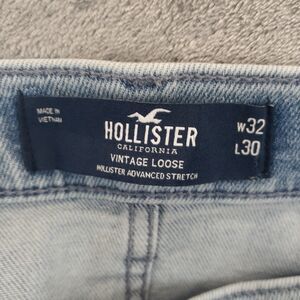 MADE IN
VIETNAM
HOLLISTER
CALIFORNIA
VINTAGE LOOSE
HOLLISTER ADVANCED STRETCH
W32
L30